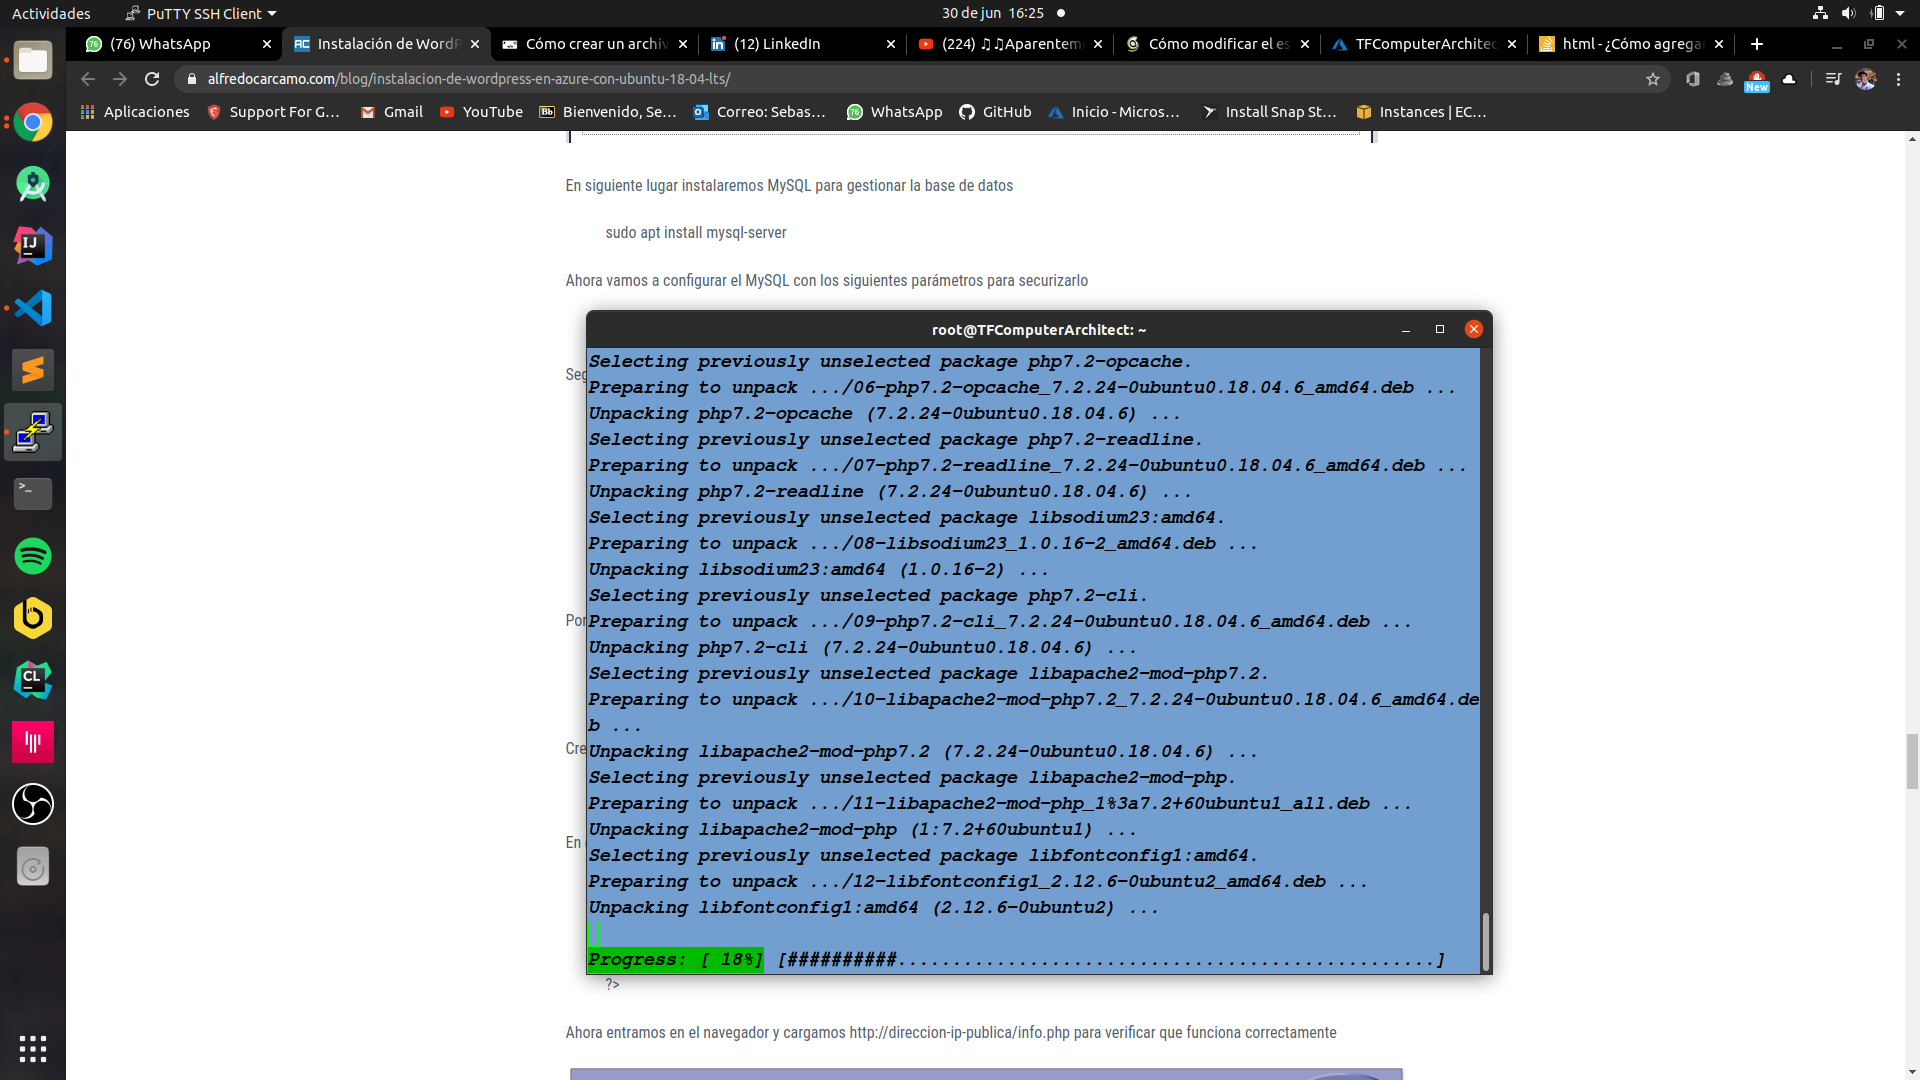 Actividades
PuTTY SSH Client
30 de jun 16:25
(76) WhatsApp
Instalación de WordP
Cómo crear un archiv
(12) LinkedIn
(224) ♫♫Aparentem
Cómo modificar el es
TFComputerArchitec
html - ¿Cómo agrega
alfredocarcamo.com/blog/instalacion-de-wordpress-en-azure-con-ubuntu-18-04-lts/
New
Aplicaciones
Support For G...
Gmail
YouTube
Bb
Bienvenido, Se...
Correo: Sebas...
WhatsApp
GitHub
Inicio - Micros...
Install Snap St...
Instances | EC...
En siguiente lugar instalaremos MySQL para gestionar la base de datos
sudo apt install mysql-server
Ahora vamos a configurar el MySQL con los siguientes parámetros para securizarlo
root@TFComputerArchitect: ~
Selecting previously unselected package php7.2-opcache.
Preparing to unpack .../06-php7.2-opcache_7.2.24-0ubuntu0.18.04.6_amd64.deb ...
Unpacking php7.2-opcache (7.2.24-0ubuntu0.18.04.6) ...
Selecting previously unselected package php7.2-readline.
Preparing to unpack .../07-php7.2-readline_7.2.24-0ubuntu0.18.04.6_amd64.deb ...
Unpacking php7.2-readline (7.2.24-0ubuntu0.18.04.6) ...
Selecting previously unselected package libsodium23:amd64.
Preparing to unpack .../08-libsodium23_1.0.16-2_amd64.deb ...
Unpacking libsodium23:amd64 (1.0.16-2) ...
Selecting previously unselected package php7.2-cli.
Preparing to unpack .../09-php7.2-cli_7.2.24-0ubuntu0.18.04.6_amd64.deb ...
Unpacking php7.2-cli (7.2.24-0ubuntu0.18.04.6) ...
Selecting previously unselected package libapache2-mod-php7.2.
Preparing to unpack .../10-libapache2-mod-php7.2_7.2.24-0ubuntu0.18.04.6_amd64.de
b ...
Unpacking libapache2-mod-php7.2 (7.2.24-0ubuntu0.18.04.6) ...
Selecting previously unselected package libapache2-mod-php.
Preparing to unpack .../11-libapache2-mod-php_1%3a7.2+60ubuntu1_all.deb ...
Unpacking libapache2-mod-php (1:7.2+60ubuntu1) ...
Selecting previously unselected package libfontconfig1:amd64.
Preparing to unpack .../12-libfontconfig1_2.12.6-0ubuntu2_amd64.deb ...
Unpacking libfontconfig1:amd64 (2.12.6-0ubuntu2) ...
Progress: [ 18%] [##########.................................................]
Seg
Por
Cre
En
?>
Ahora entramos en el navegador y cargamos http://direccion-ip-publica/info.php para verificar que funciona correctamente
IJ
CL